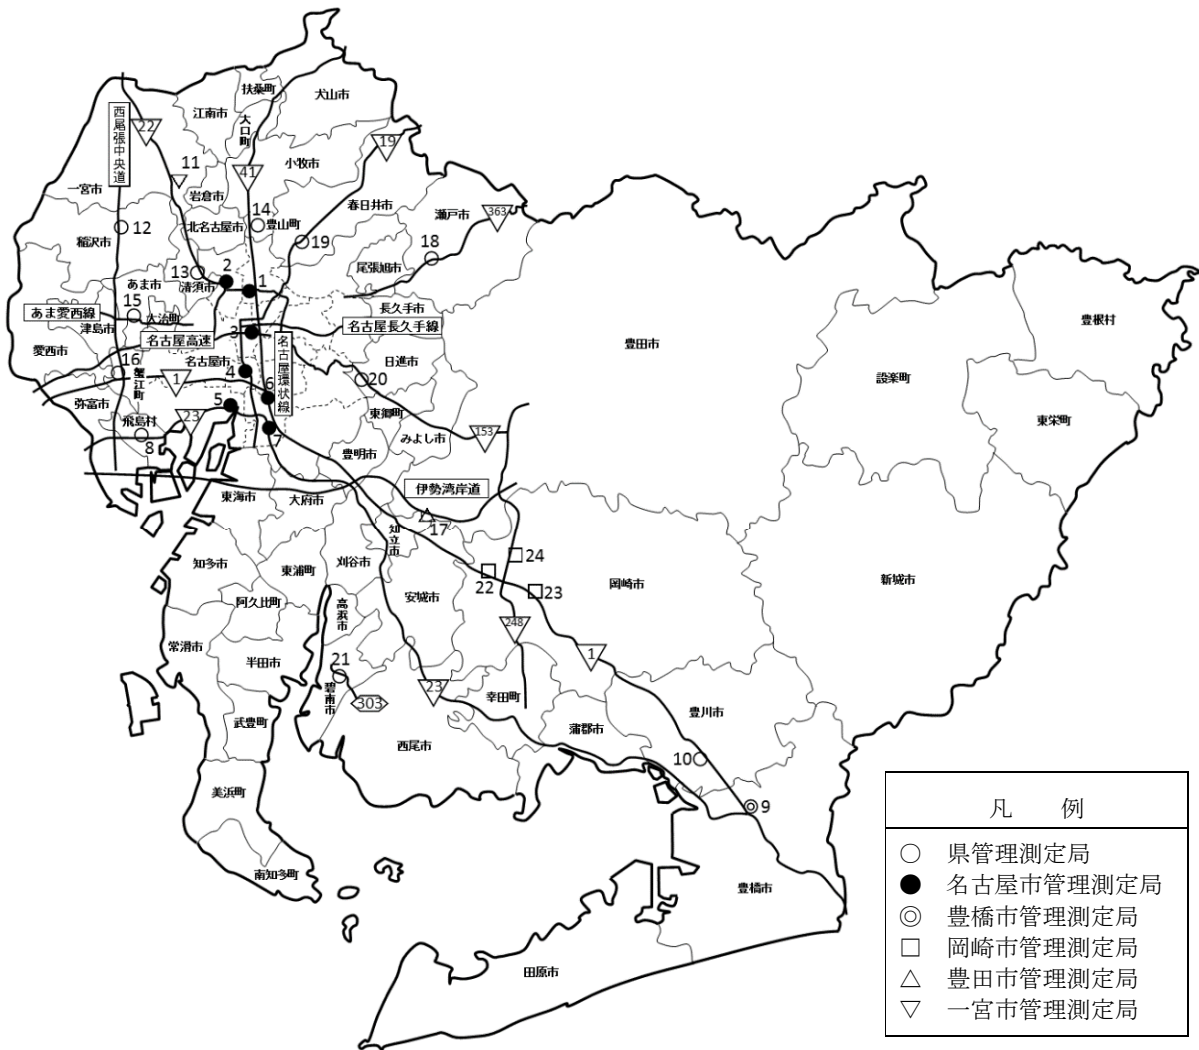 扶桑町
犬山市
江南市
大口町
西尾張中央道
22
19
11
小牧市
41
一宮市
岩倉市
14
春日井市
瀬戸市
363
12
北名古屋市
豊山町
稲沢市
19
18
13
2
尾張旭市
あま市
清須市
1
15
長久手市
あま愛西線
大治町
名古屋長久手線
津島市
3
名古屋高速
名古屋環状線
豊田市
豊根村
愛西市
16
名古屋市
日進市
設楽町
蟹江町
1
4
20
6
弥富市
5
東郷町
東栄町
飛島村
23
153
みよし市
8
7
豊明市
伊勢湾岸道
東海市
大府市
17
知立市
知多市
刈谷市
24
東浦町
22
岡崎市
新城市
23
安城市
阿久比町
高浜市
248
常滑市
1
半田市
21
碧南市
23
303
幸田町
武豊町
豊川市
蒲郡市
西尾市
10
美浜町
9
南知多町
豊橋市
田原市
凡 例
○ 県管理測定局
● 名古屋市管理測定局
◎ 豊橋市管理測定局
□ 岡崎市管理測定局
△ 豊田市管理測定局
▽ 一宮市管理測定局